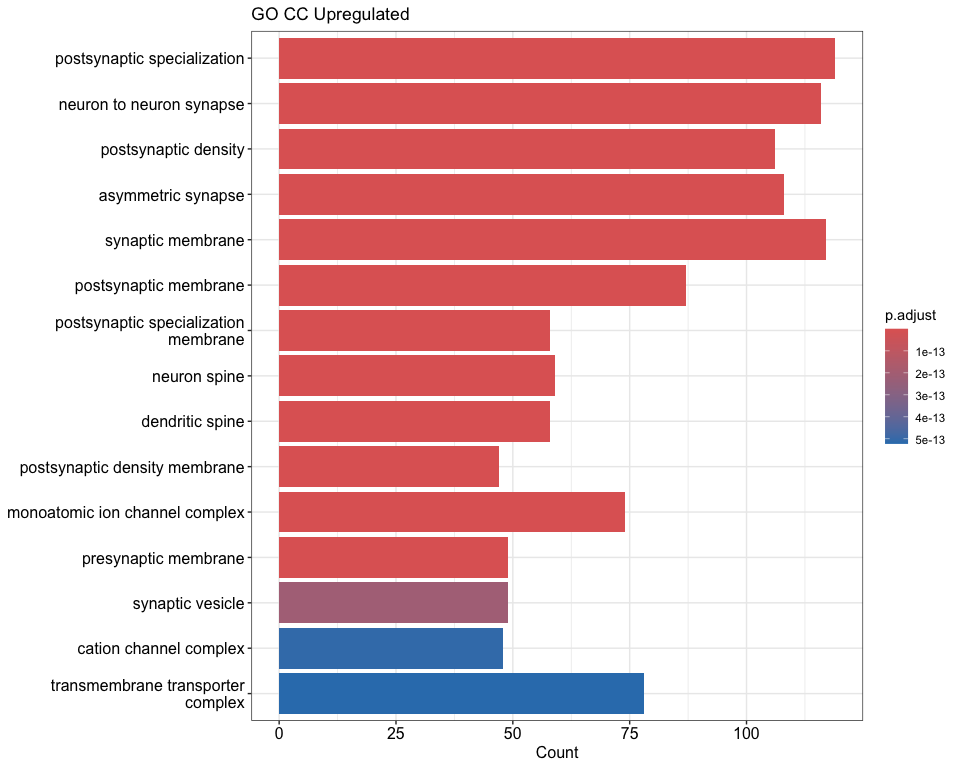 GO CC Upregulated
postsynaptic specialization
neuron to neuron synapse
postsynaptic density
asymmetric synapse
synaptic membrane
postsynaptic membrane
postsynaptic specialization
membrane
neuron spine
dendritic spine
postsynaptic density membrane
monoatomic ion channel complex
presynaptic membrane
synaptic vesicle
cation channel complex
transmembrane transporter
complex
0 25 50 75 100
Count
p.adjust
1e-13
2e-13
3e-13
4e-13
5e-13